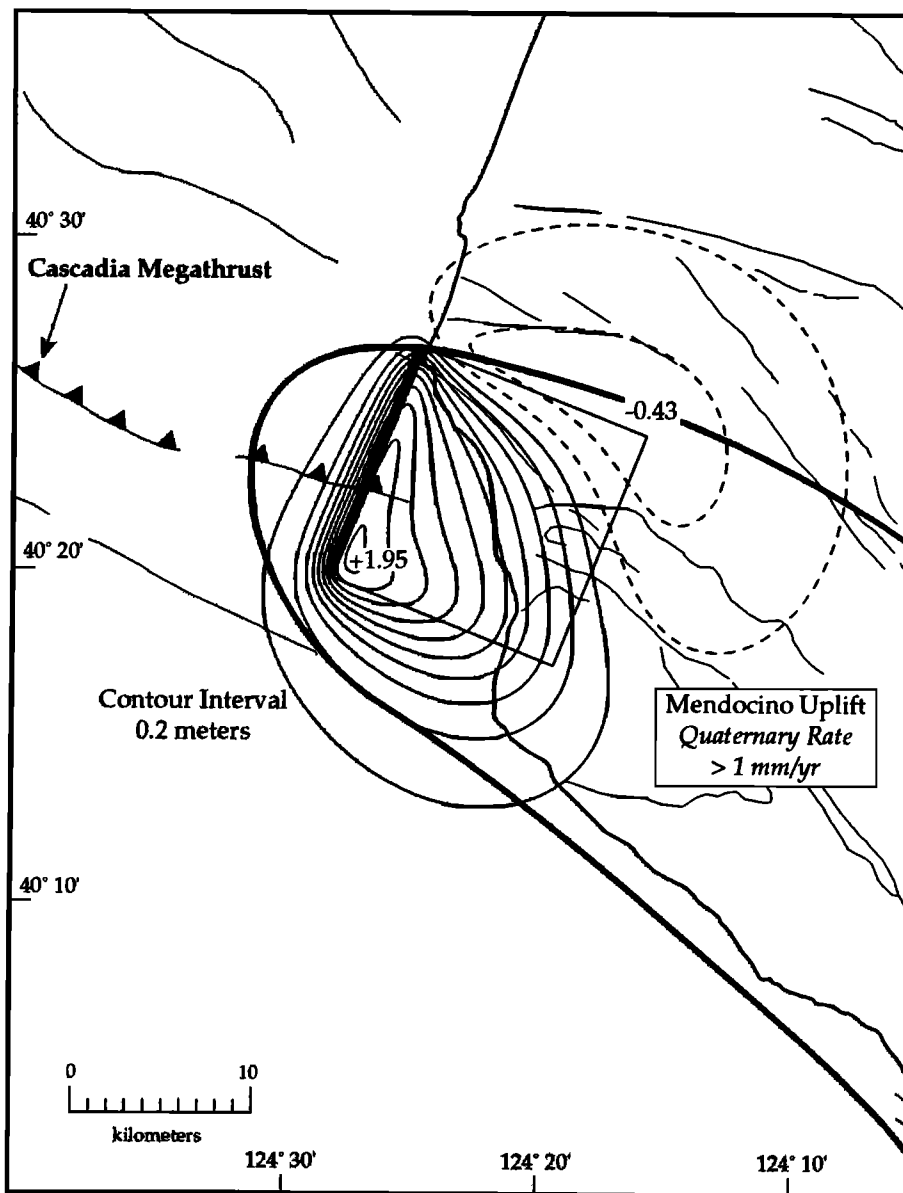 40° 30'
Cascadia Megathrust
-0.43
40° 20'
+1.95
Contour Interval
0.2 meters
Mendocino Uplift
Quaternary Rate
> 1 mm/yr
40° 10'
0 10
kilometers
124° 30' 124° 20' 124° 10'